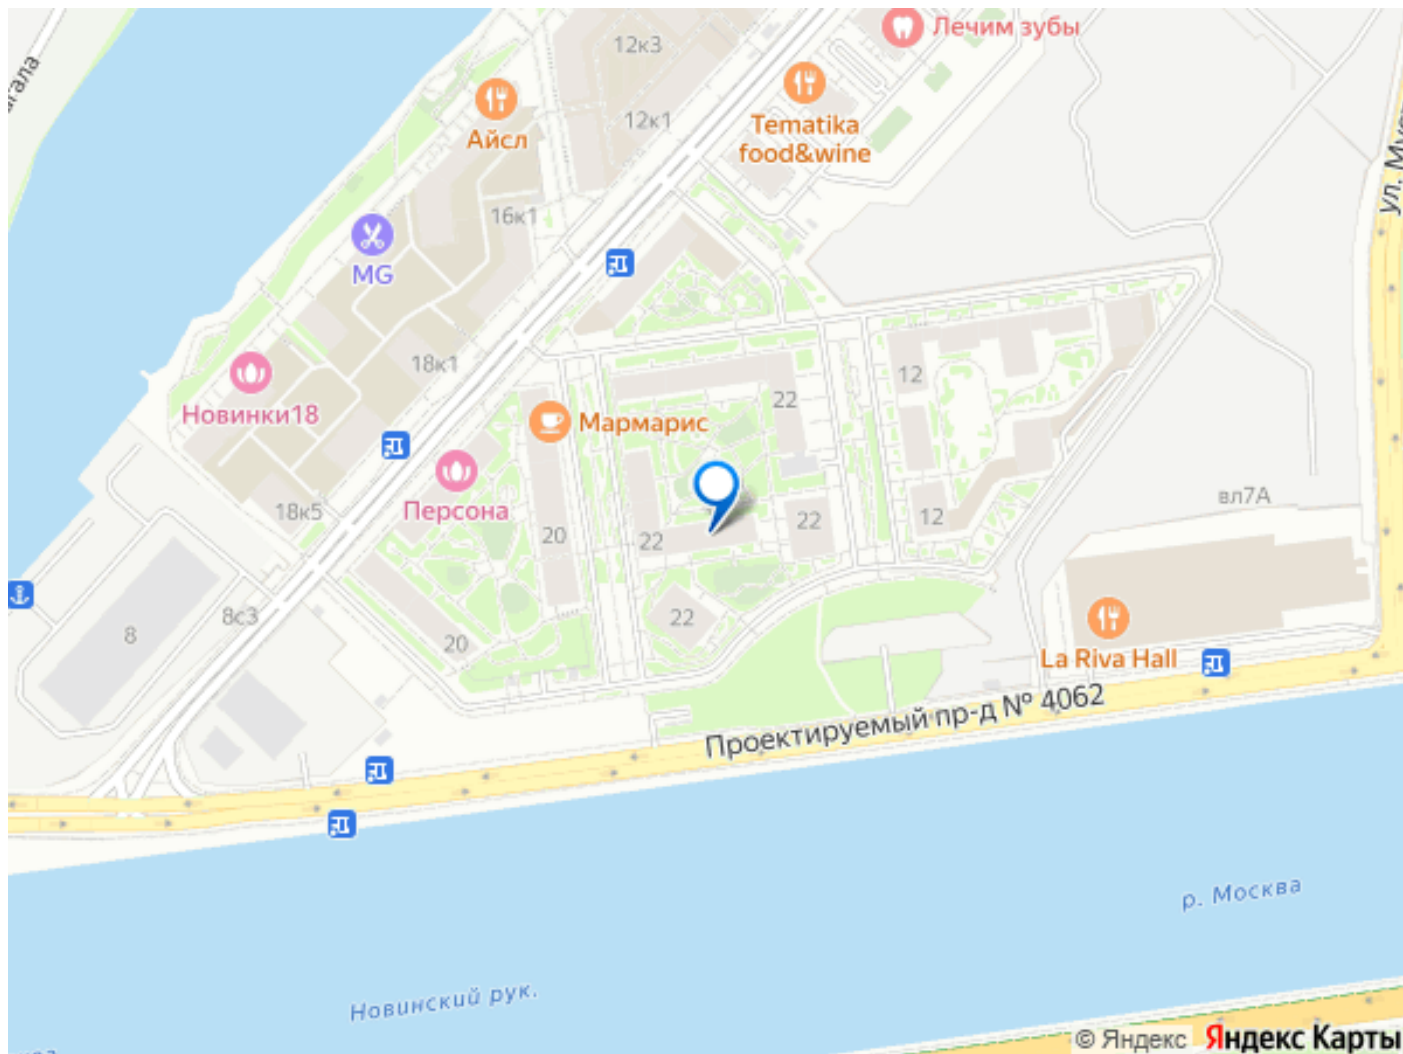 Лечим зубы
12к3
Айсл
12к1
Tematika
food&wine
16к1
MG
18к1
12
Новинки18
22
Мармарис
Персона
18к5
вл7А
22
12
20
22
8с3
22
8
20
La Riva Hall
Проектируемый пр-д № 4062
р. Москва
Новинский рук.
© Яндекс Яндекс Карты